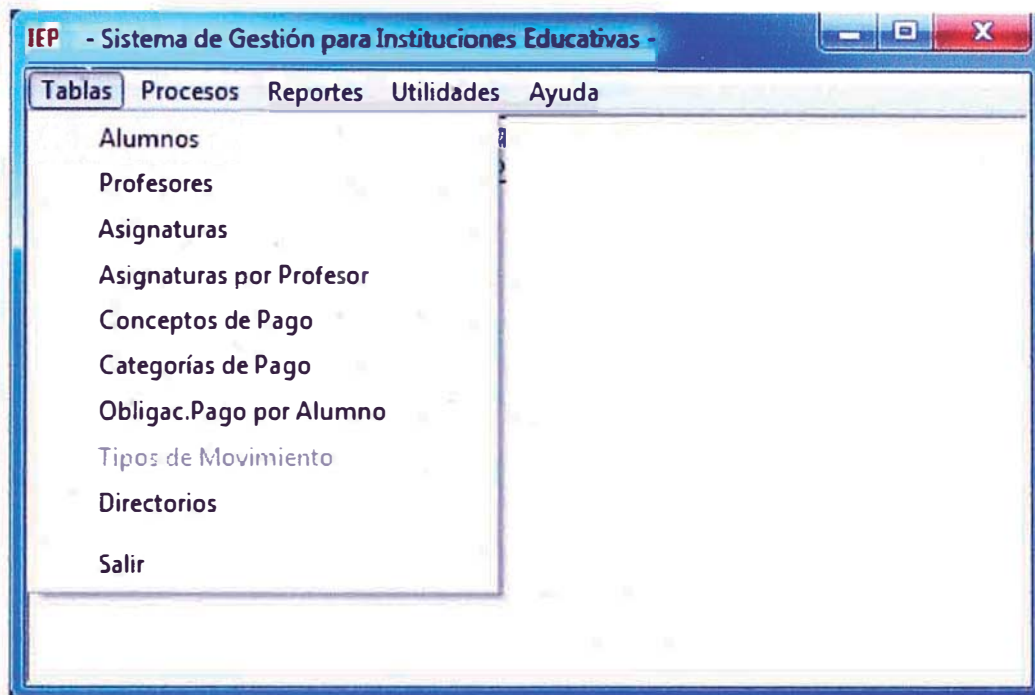 IEP - Sistema de Gestión para Instituciones Educativas -
Tablas Procesos Reportes Utilidades Ayuda
Alumnos
Profesores
Asignaturas
Asignaturas por Profesor
Conceptos de Pago
Categorías de Pago
Obligac.Pago por Alumno
Tipos de Movimiento
Directorios
Salir